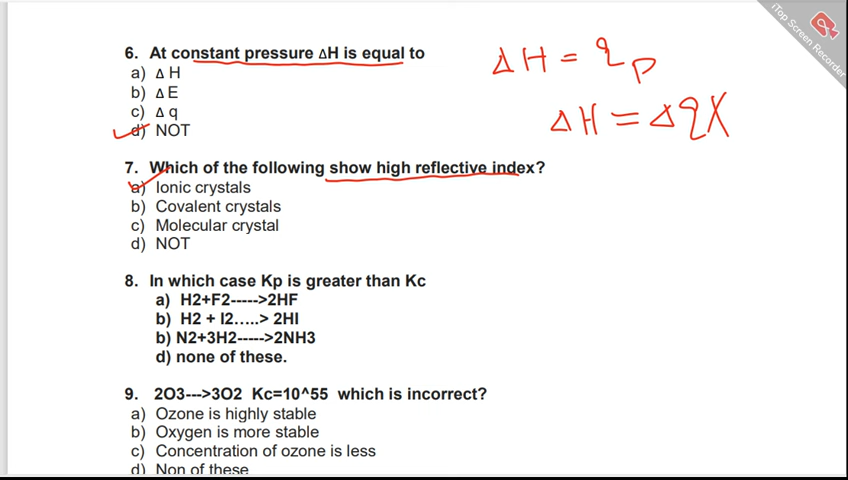 iTop Screen Recorder
6. At constant pressure ΔH is equal to
a) Δ H
b) Δ E
c) Δ q
d) NOT
ΔH = qp
ΔH = Δq X
7. Which of the following show high reflective index?
a) Ionic crystals
b) Covalent crystals
c) Molecular crystal
d) NOT
8. In which case Kp is greater than Kc
a) H2+F2----->2HF
b) H2 + I2…..> 2HI
b) N2+3H2----->2NH3
d) none of these.
9. 2O3--->3O2 Kc=10^55 which is incorrect?
a) Ozone is highly stable
b) Oxygen is more stable
c) Concentration of ozone is less
d) Non of these